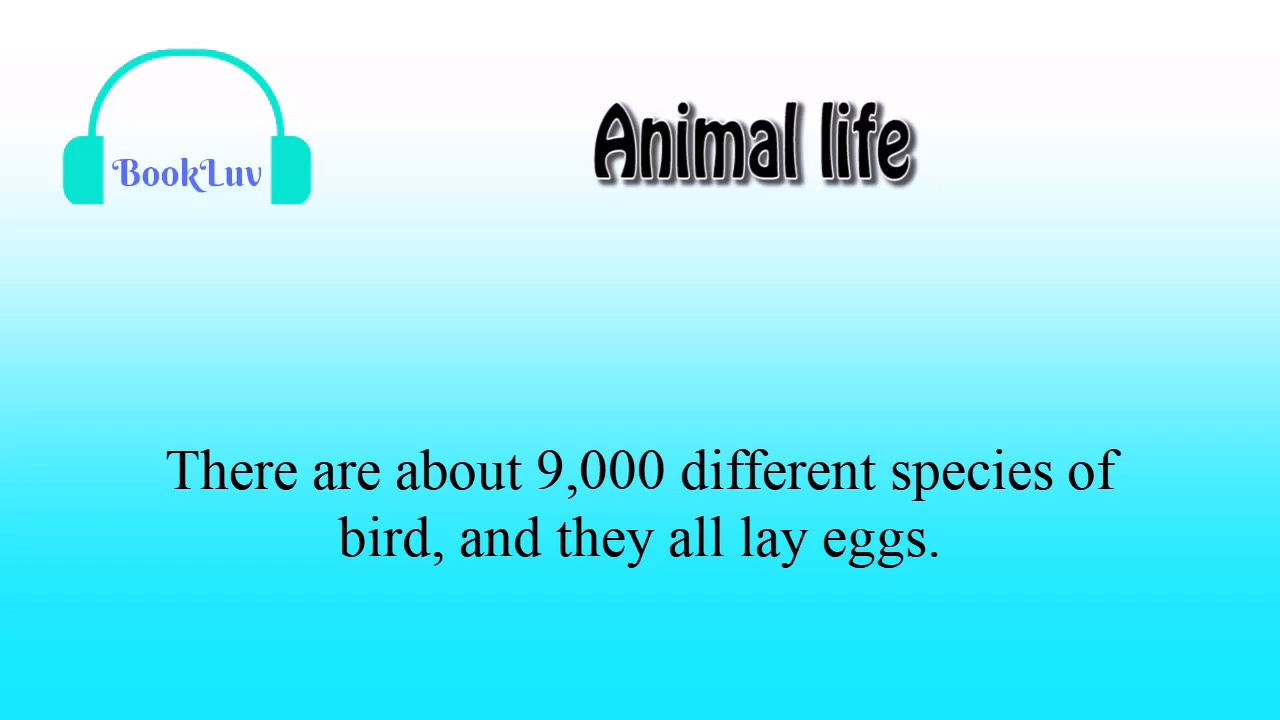 BookLuv
Animal life
There are about 9,000 different species of
bird, and they all lay eggs.